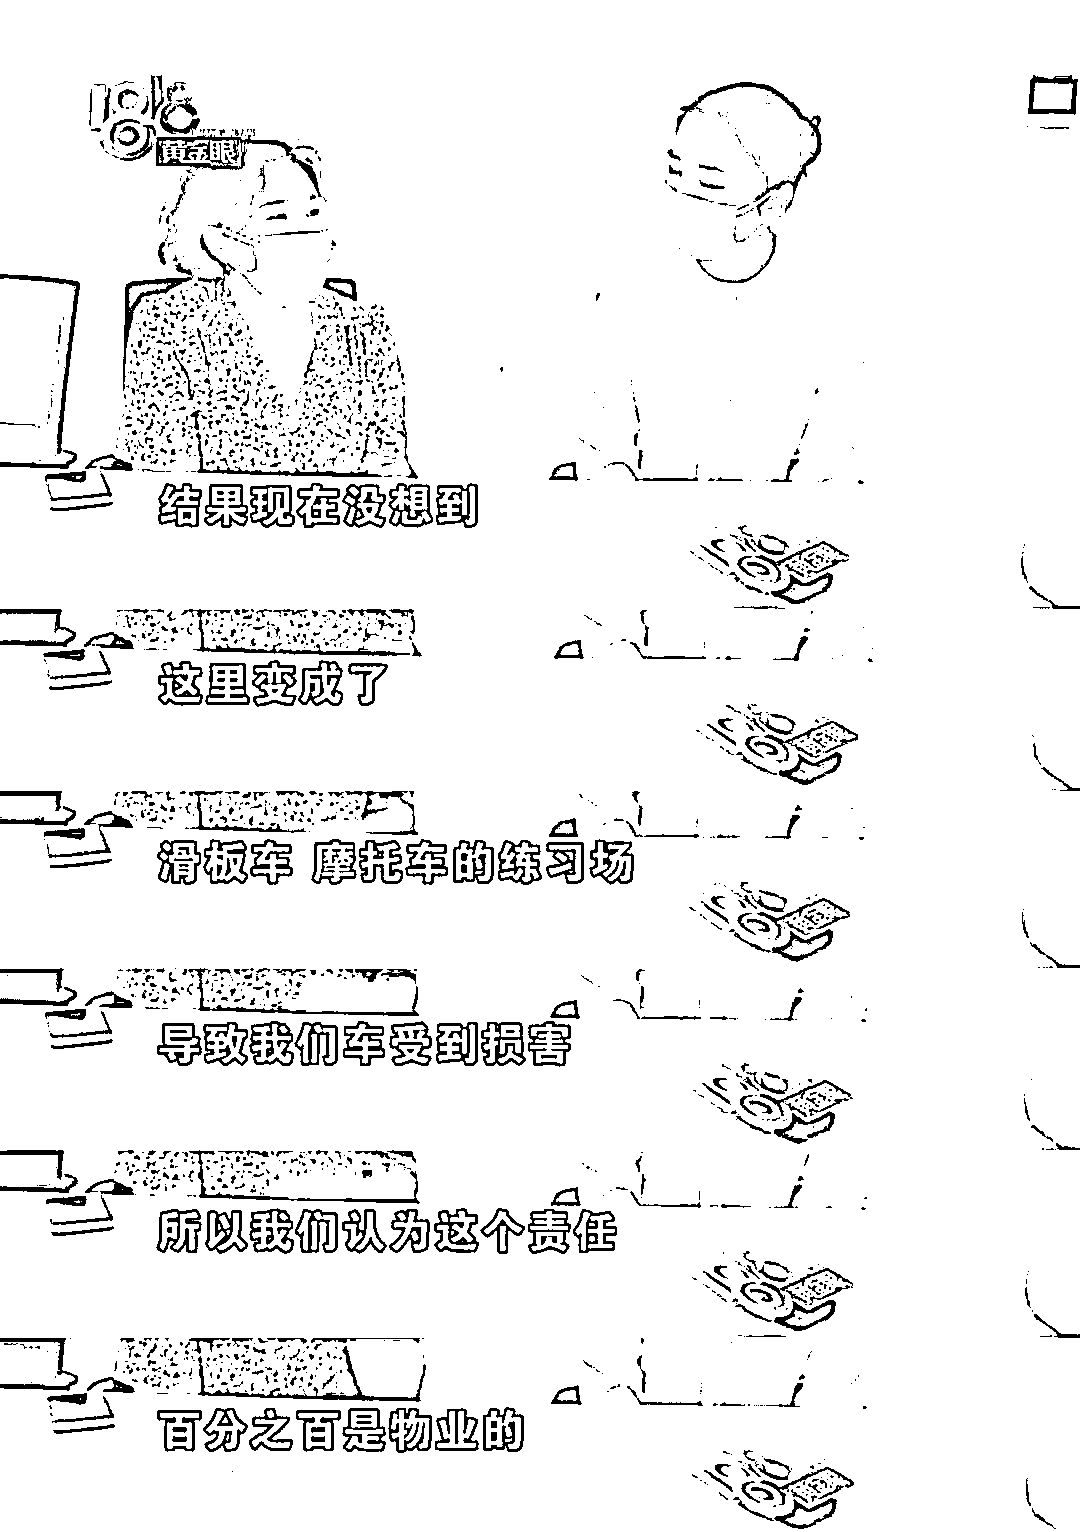 1818
黄金眼
结果现在没想到
这里变成了
滑板车 摩托车的练习场
导致我们车受到损害
所以我们认为这个责任
百分之百是物业的